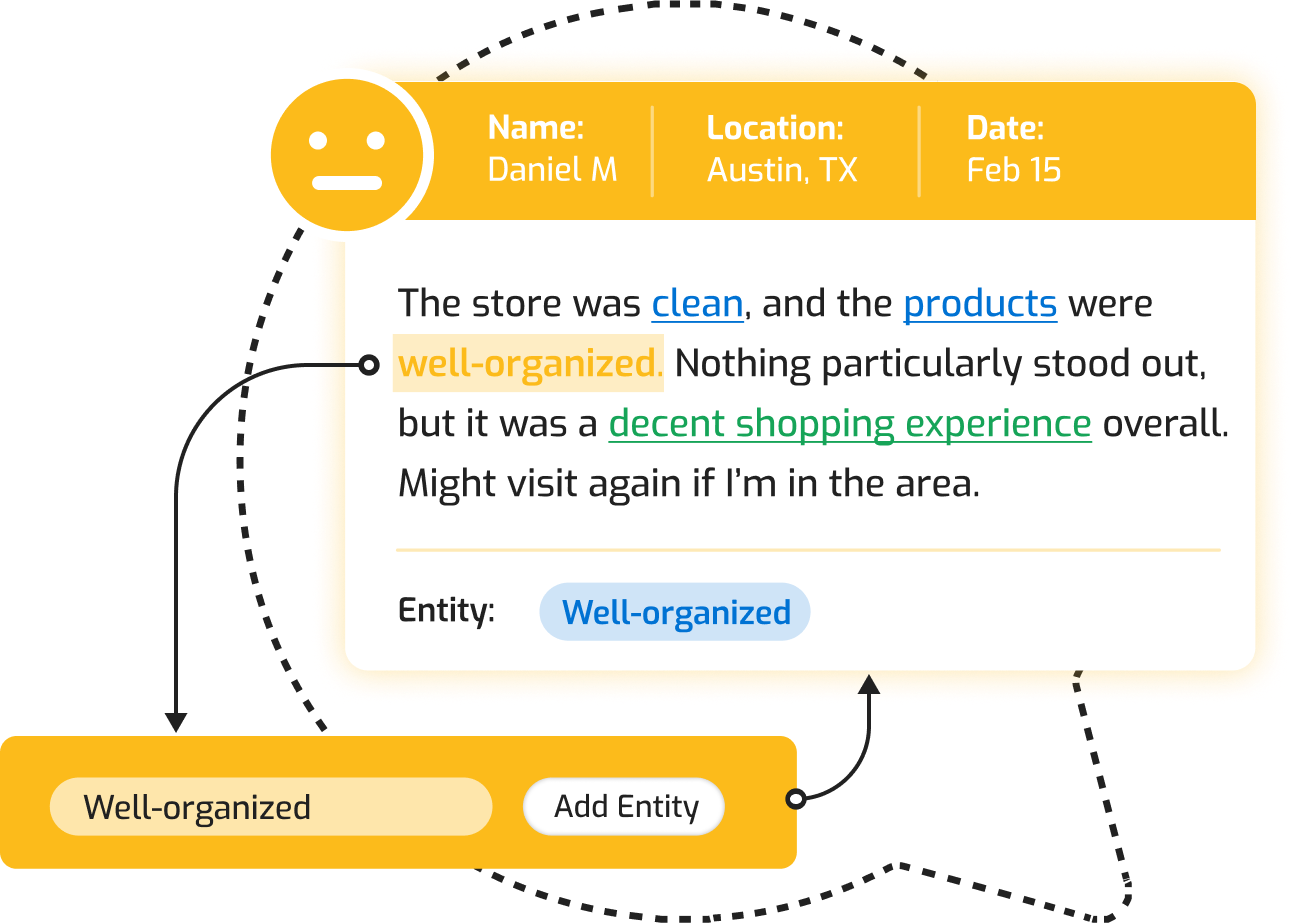 Name:
Daniel M
Location:
Austin, TX
Date:
Feb 15
The store was clean, and the products were
well-organized. Nothing particularly stood out,
but it was a decent shopping experience overall.
Might visit again if I’m in the area.
Entity:
Well-organized
Well-organized
Add Entity